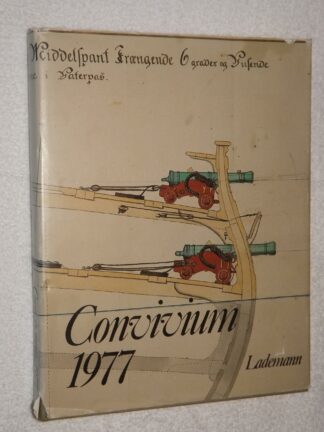 Middelspant Krængende 6 grader og Visende
i Vaterpas.
Convivium
1977
Lademann